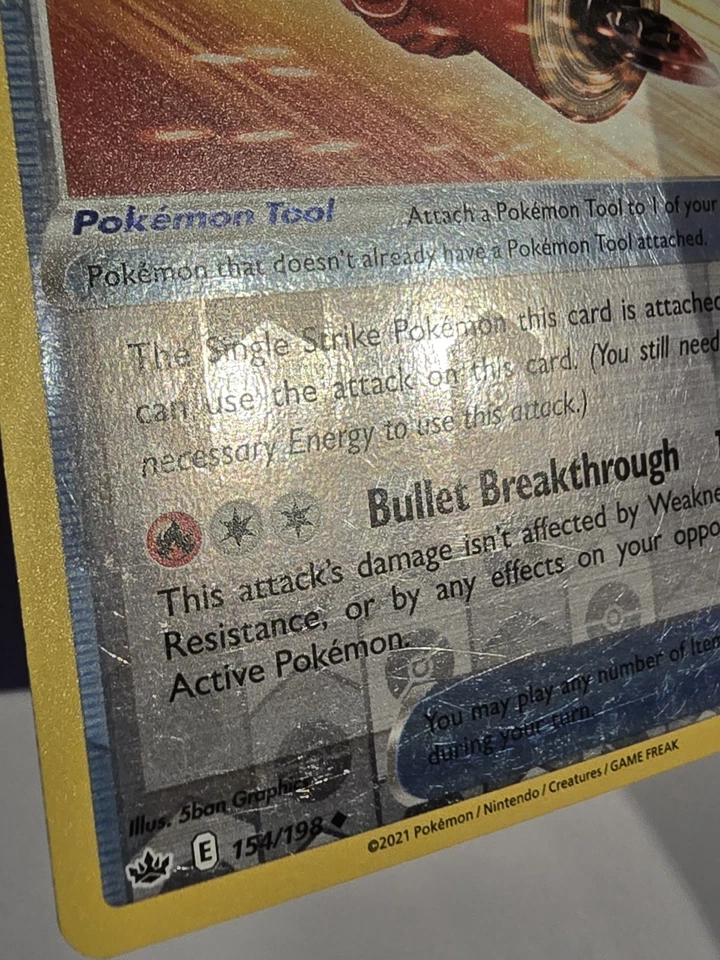 Pokémon Tool Attach a Pokémon Tool to 1 of your
Pokémon that doesn't already have a Pokémon Tool attached.
The Single Strike Pokémon this card is attached
can use the attack on this card. (You still need
necessary Energy to use this attack.)
Bullet Breakthrough
This attack's damage isn't affected by Weakne
Resistance, or by any effects on your oppo
Active Pokémon.
You may play any number of Item
during your turn.
Illus. 5ban Graphics
E 154/198
©2021 Pokémon / Nintendo / Creatures / GAME FREAK